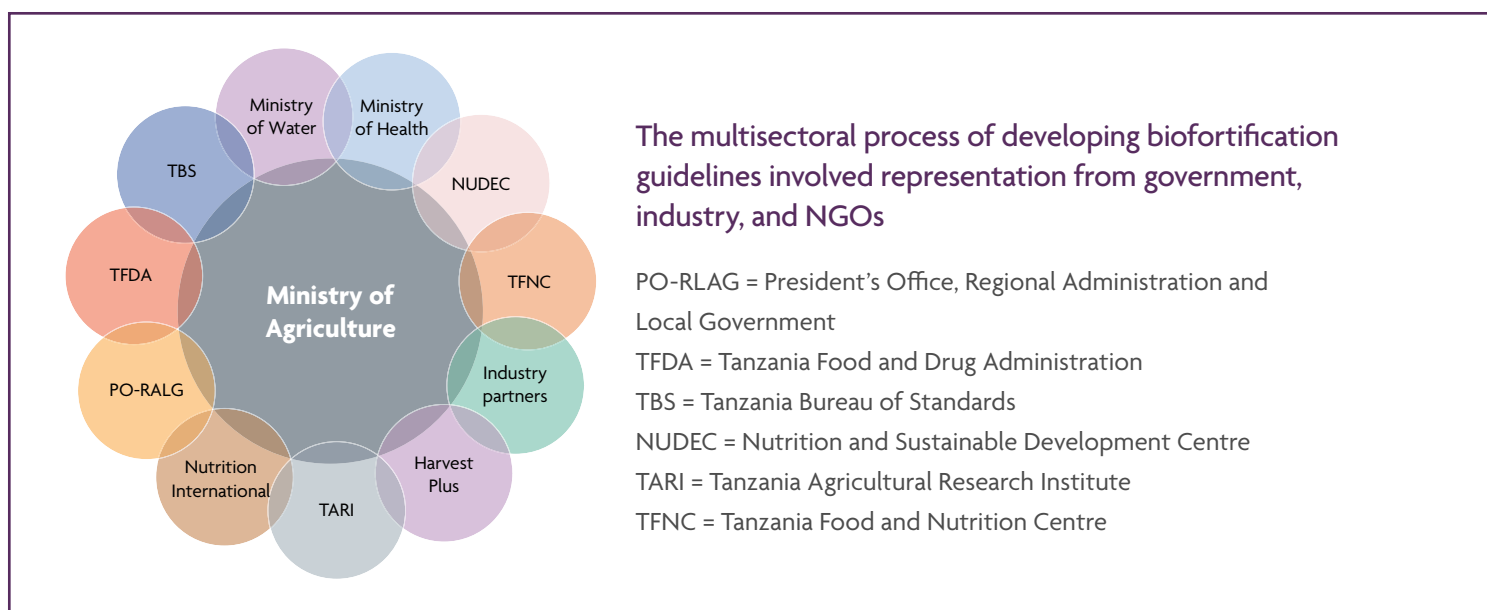 Ministry
of Water
Ministry
of Health
TBS
NUDEC
TFDA
TFNC
Ministry of
Agriculture
PO-RALG
Industry
partners
Nutrition
International
Harvest
Plus
TARI
The multisectoral process of developing biofortification
guidelines involved representation from government,
industry, and NGOs
PO-RLAG = President's Office, Regional Administration and
Local Government
TFDA = Tanzania Food and Drug Administration
TBS = Tanzania Bureau of Standards
NUDEC = Nutrition and Sustainable Development Centre
TARI = Tanzania Agricultural Research Institute
TFNC = Tanzania Food and Nutrition Centre